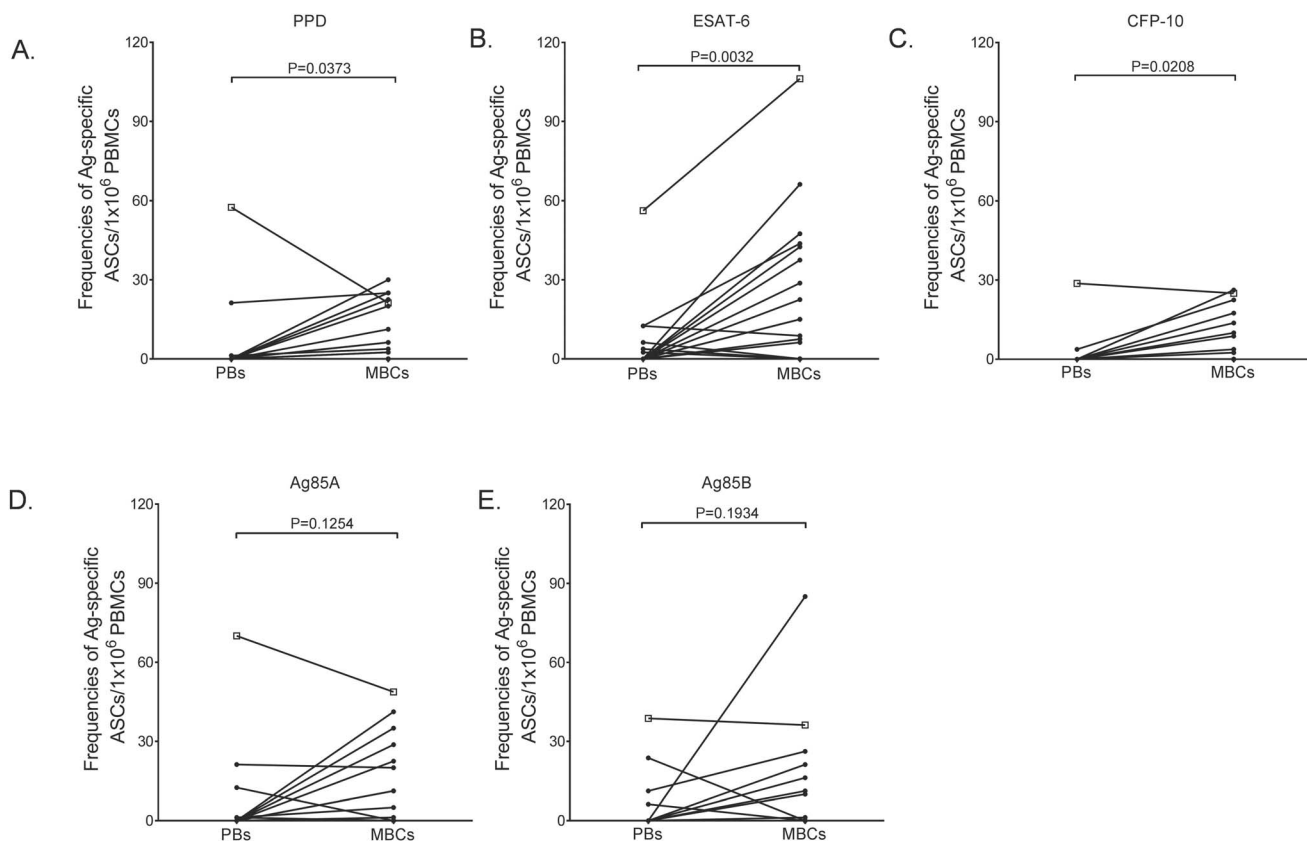 A.
PPD
Frequencies of Ag-specific
ASCs/1x10⁶ PBMCs
120
90
60
30
0
P=0.0373
PBs
MBCs
B.
ESAT-6
Frequencies of Ag-specific
ASCs/1x10⁶ PBMCs
120
90
60
30
0
P=0.0032
PBs
MBCs
C.
CFP-10
Frequencies of Ag-specific
ASCs/1x10⁶ PBMCs
120
90
60
30
0
P=0.0208
PBs
MBCs
D.
Ag85A
Frequencies of Ag-specific
ASCs/1x10⁶ PBMCs
120
90
60
30
0
P=0.1254
PBs
MBCs
E.
Ag85B
Frequencies of Ag-specific
ASCs/1x10⁶ PBMCs
120
90
60
30
0
P=0.1934
PBs
MBCs